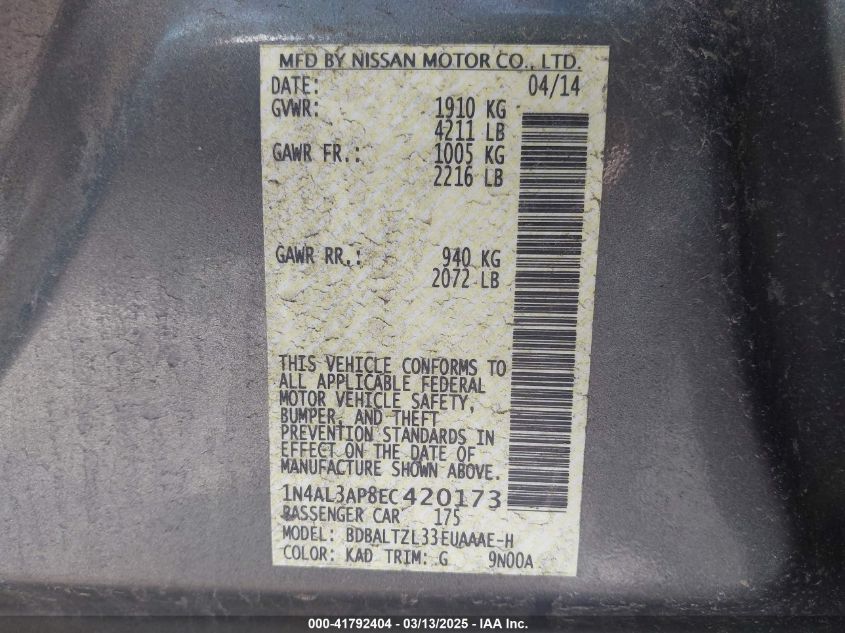 MFD BY NISSAN MOTOR CO., LTD.
DATE: 04/14
GVWR: 1910 KG
4211 LB
GAWR FR.: 1005 KG
2216 LB
GAWR RR.: 940 KG
2072 LB
THIS VEHICLE CONFORMS TO
ALL APPLICABLE FEDERAL
MOTOR VEHICLE SAFETY,
BUMPER, AND THEFT
PREVENTION STANDARDS IN
EFFECT ON THE DATE OF
MANUFACTURE SHOWN ABOVE.
1N4AL3AP8EC420173
PASSENGER CAR 175
MODEL: BDBALTZL33EUAAAE-H
COLOR: KAD TRIM: G 9N00A
000-41792404 - 03/13/2025 - IAA Inc.